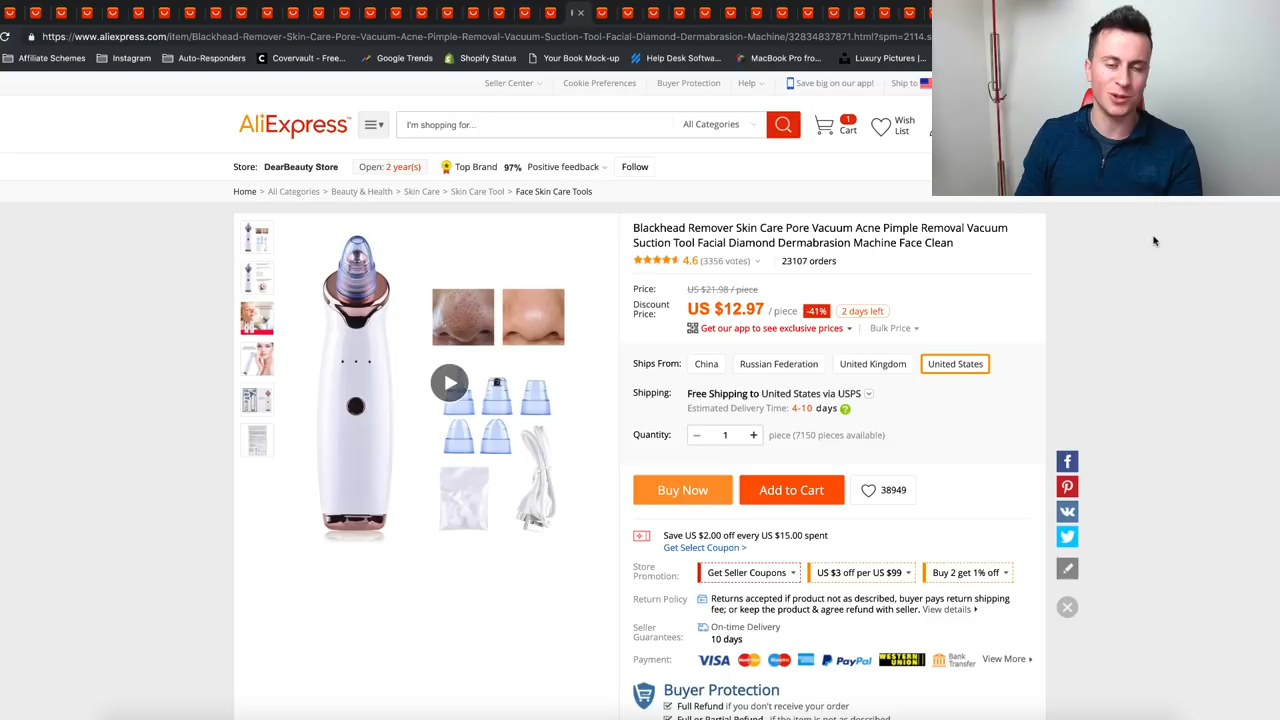 https://www.aliexpress.com/item/Blackhead-Remover-Skin-Care-Pore-Vacuum-Acne-Pimple-Removal-Vacuum-Suction-Tool-Facial-Diamond-Dermabrasion-Machine/32834837871.html?spm=2114.s
Affiliate Schemes Instagram Auto-Responders Covervault - Free... Google Trends Shopify Status Your Book Mock-up Help Desk Softwa... MacBook Pro fro... Luxury Pictures |...
Seller Center Cookie Preferences Buyer Protection Help Save big on our app! Ship to
AliExpress™ I'm shopping for... All Categories 1 Cart Wish List
Store: DearBeauty Store Open: 2 year(s) Top Brand 97% Positive feedback Follow
Home > All Categories > Beauty & Health > Skin Care > Skin Care Tool > Face Skin Care Tools
Blackhead Remover Skin Care Pore Vacuum Acne Pimple Removal Vacuum
Suction Tool Facial Diamond Dermabrasion Machine Face Clean
4.6 (3356 votes) 23107 orders
Price: US $21.98 / piece
Discount Price: US $12.97 / piece -41% 2 days left
Get our app to see exclusive prices Bulk Price
Ships From: China Russian Federation United Kingdom United States
Shipping: Free Shipping to United States via USPS
Estimated Delivery Time: 4-10 days ?
Quantity: 1 piece (7150 pieces available)
Buy Now Add to Cart 38949
Save US $2.00 off every US $15.00 spent
Get Select Coupon >
Store Promotion: Get Seller Coupons US $3 off per US $99 Buy 2 get 1% off
Return Policy Returns accepted if product not as described, buyer pays return shipping
fee; or keep the product & agree refund with seller. View details
Seller Guarantees: On-time Delivery
10 days
Payment: VISA PayPal WESTERN UNION Bank Transfer View More
Buyer Protection
Full Refund if you don't receive your order
Full or Partial Refund , if the item is not as described